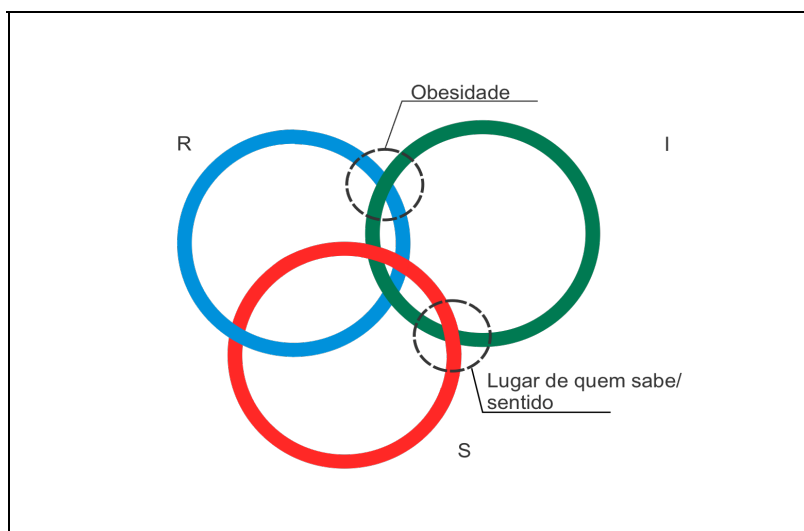 Obesidade
R
I
Lugar de quem sabe/
sentido
S